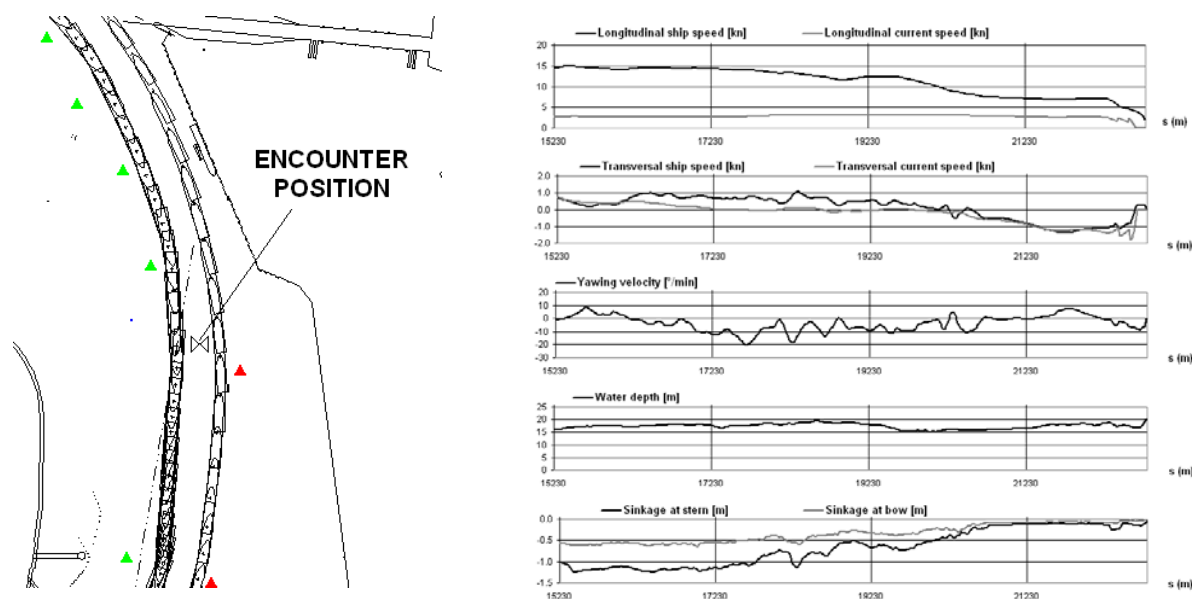 ENCOUNTER
POSITION
Longitudinal ship speed [kn] Longitudinal current speed [kn]
20
15
10
5
0
15230 17230 19230 21230
s (m)
Transversal ship speed [kn] Transversal current speed [kn]
2.0
1.0
0.0
-1.0
-2.0
15230 17230 19230 21230
s (m)
Yawing velocity [°/min]
20
10
0
-10
-20
-30
15230 17230 19230 21230
s (m)
Water depth [m]
25
20
15
10
5
0
15230 17230 19230 21230
s (m)
Sinkage at stern [m] Sinkage at bow [m]
0.0
-0.5
-1.0
-1.5
15230 17230 19230 21230
s (m)